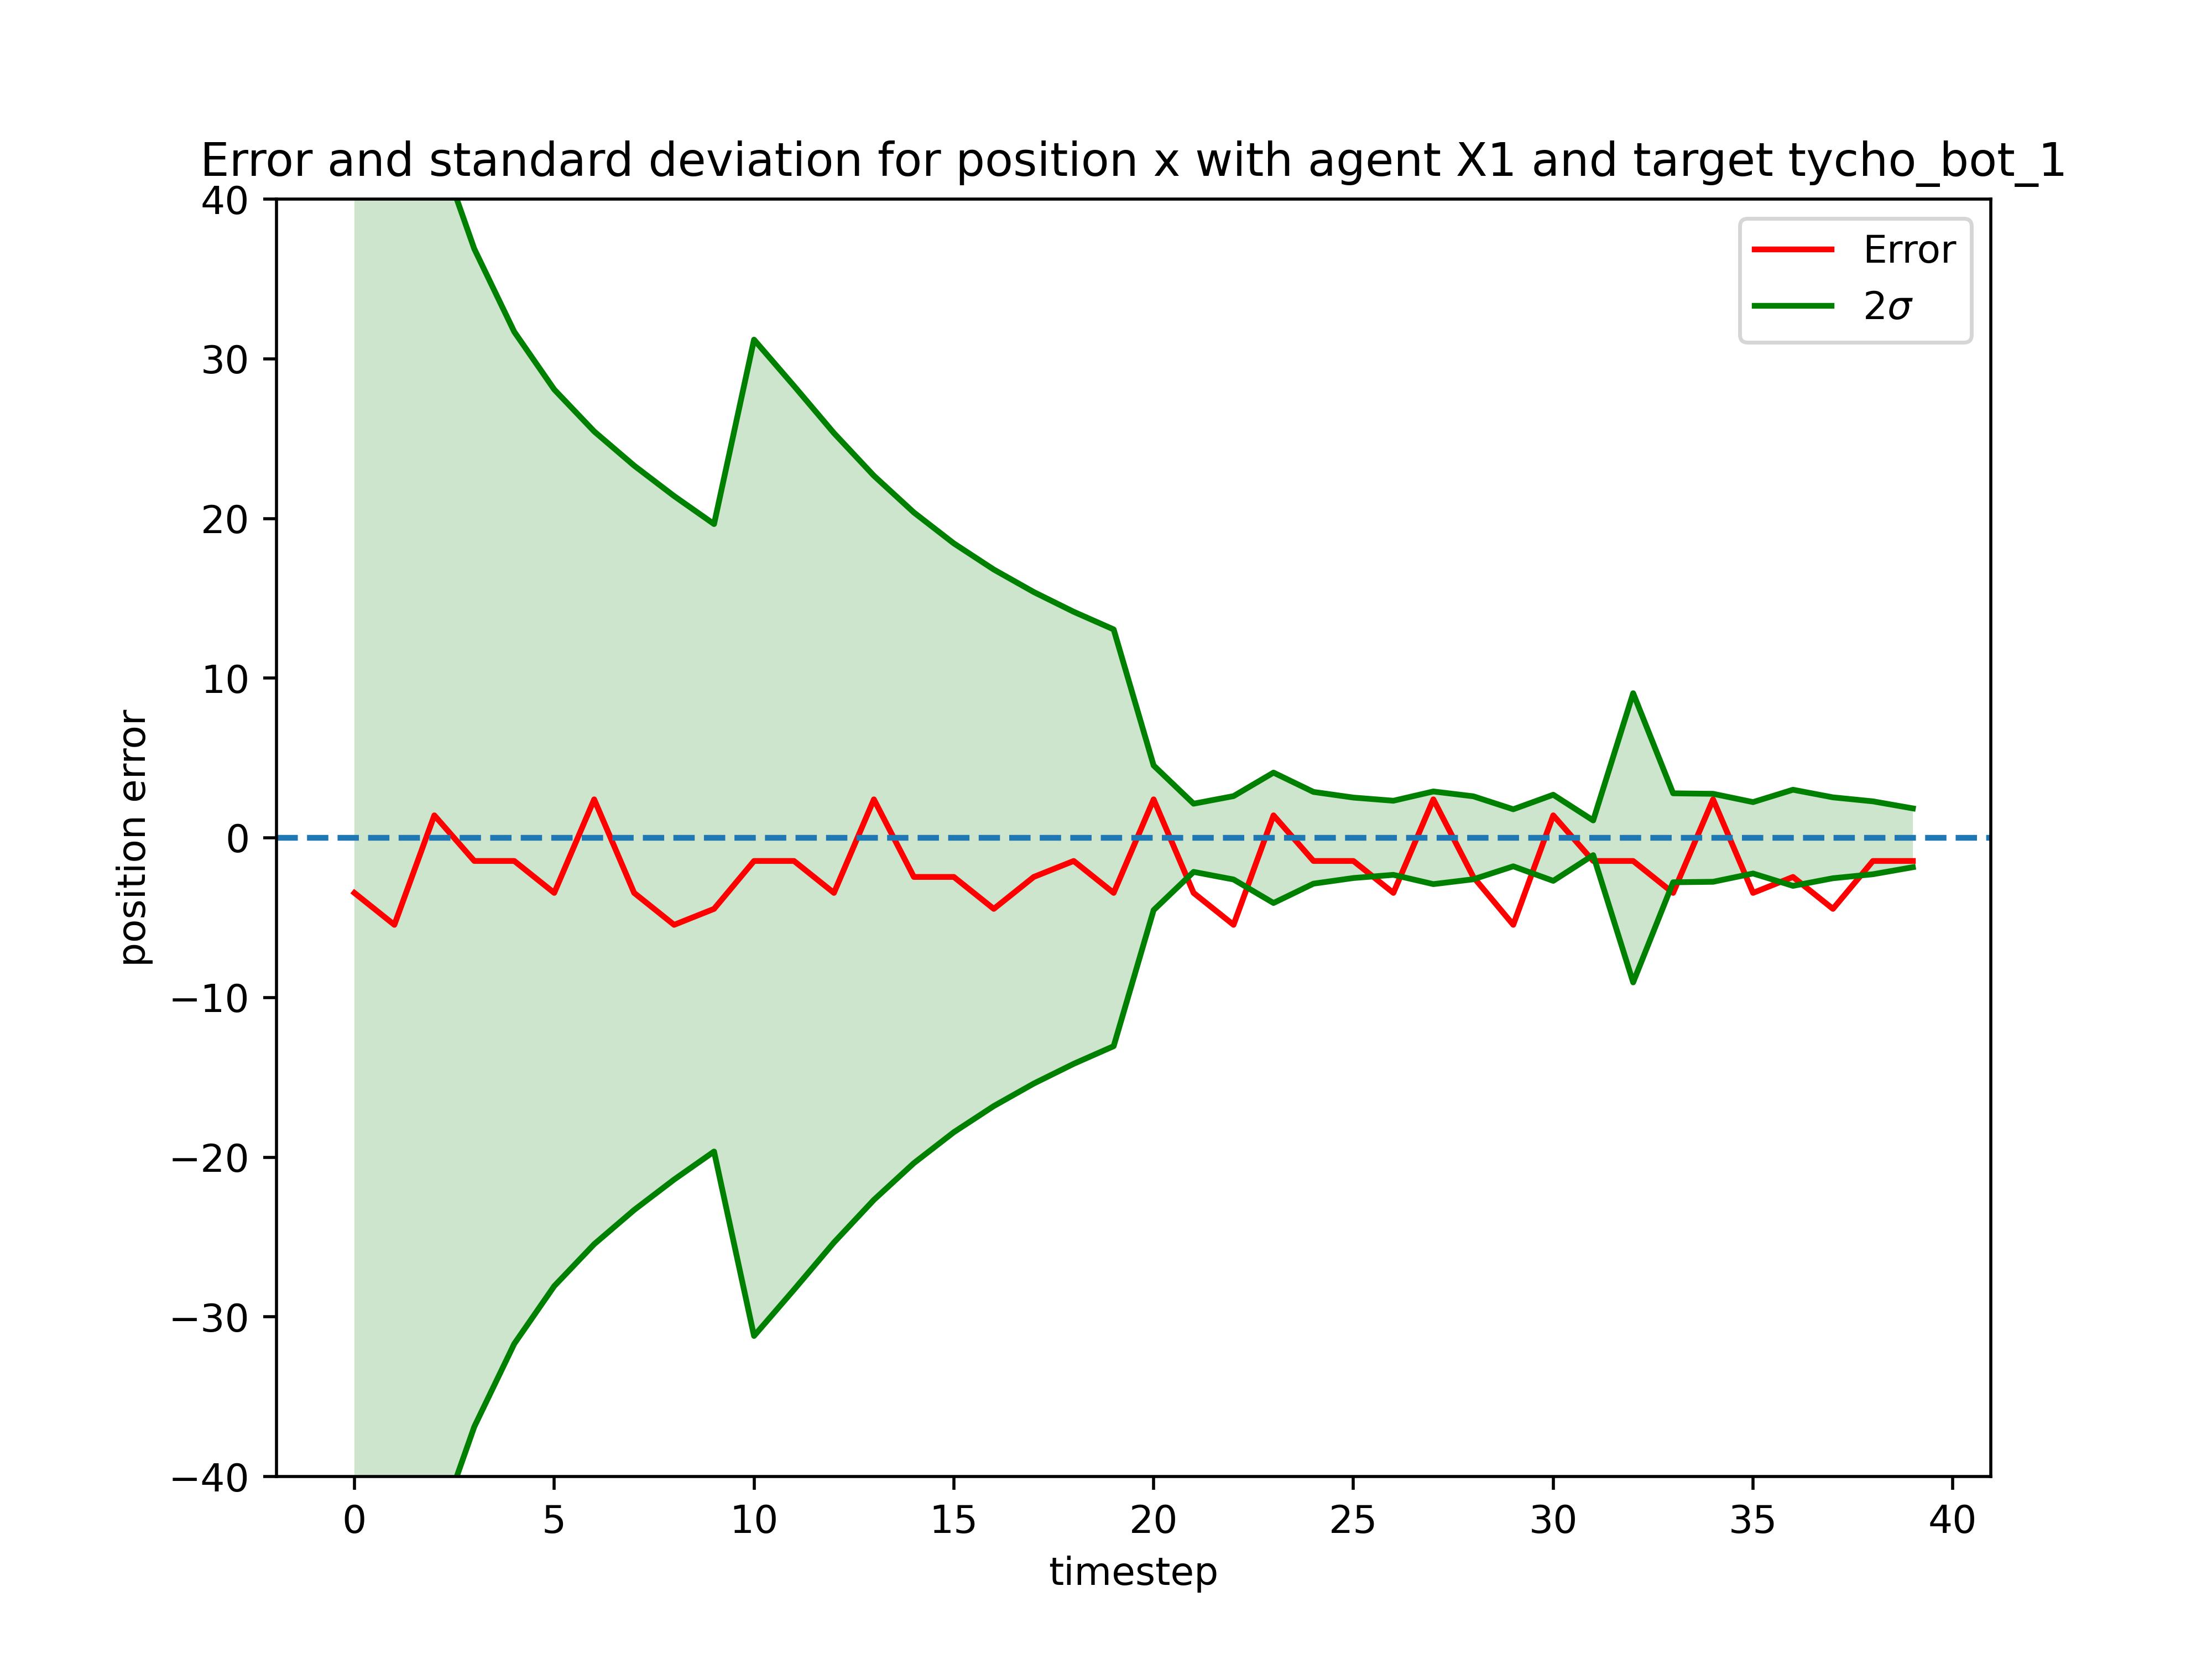 Error and standard deviation for position x with agent X1 and target tycho_bot_1
40
30
20
10
0
−10
−20
−30
−40
position error
Error
2σ
0 5 10 15 20 25 30 35 40
timestep